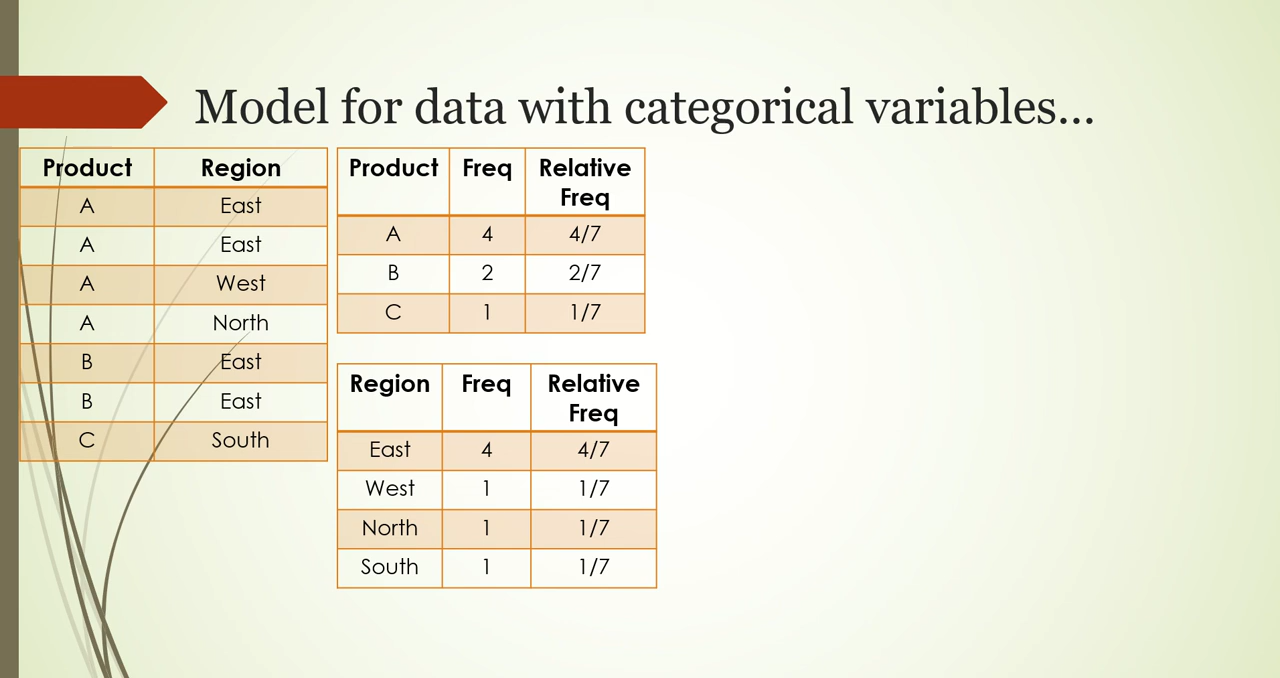 Model for data with categorical variables...
Product Region
A East
A East
A West
A North
B East
B East
C South
Product Freq Relative
Freq
A 4 4/7
B 2 2/7
C 1 1/7
Region Freq Relative
Freq
East 4 4/7
West 1 1/7
North 1 1/7
South 1 1/7